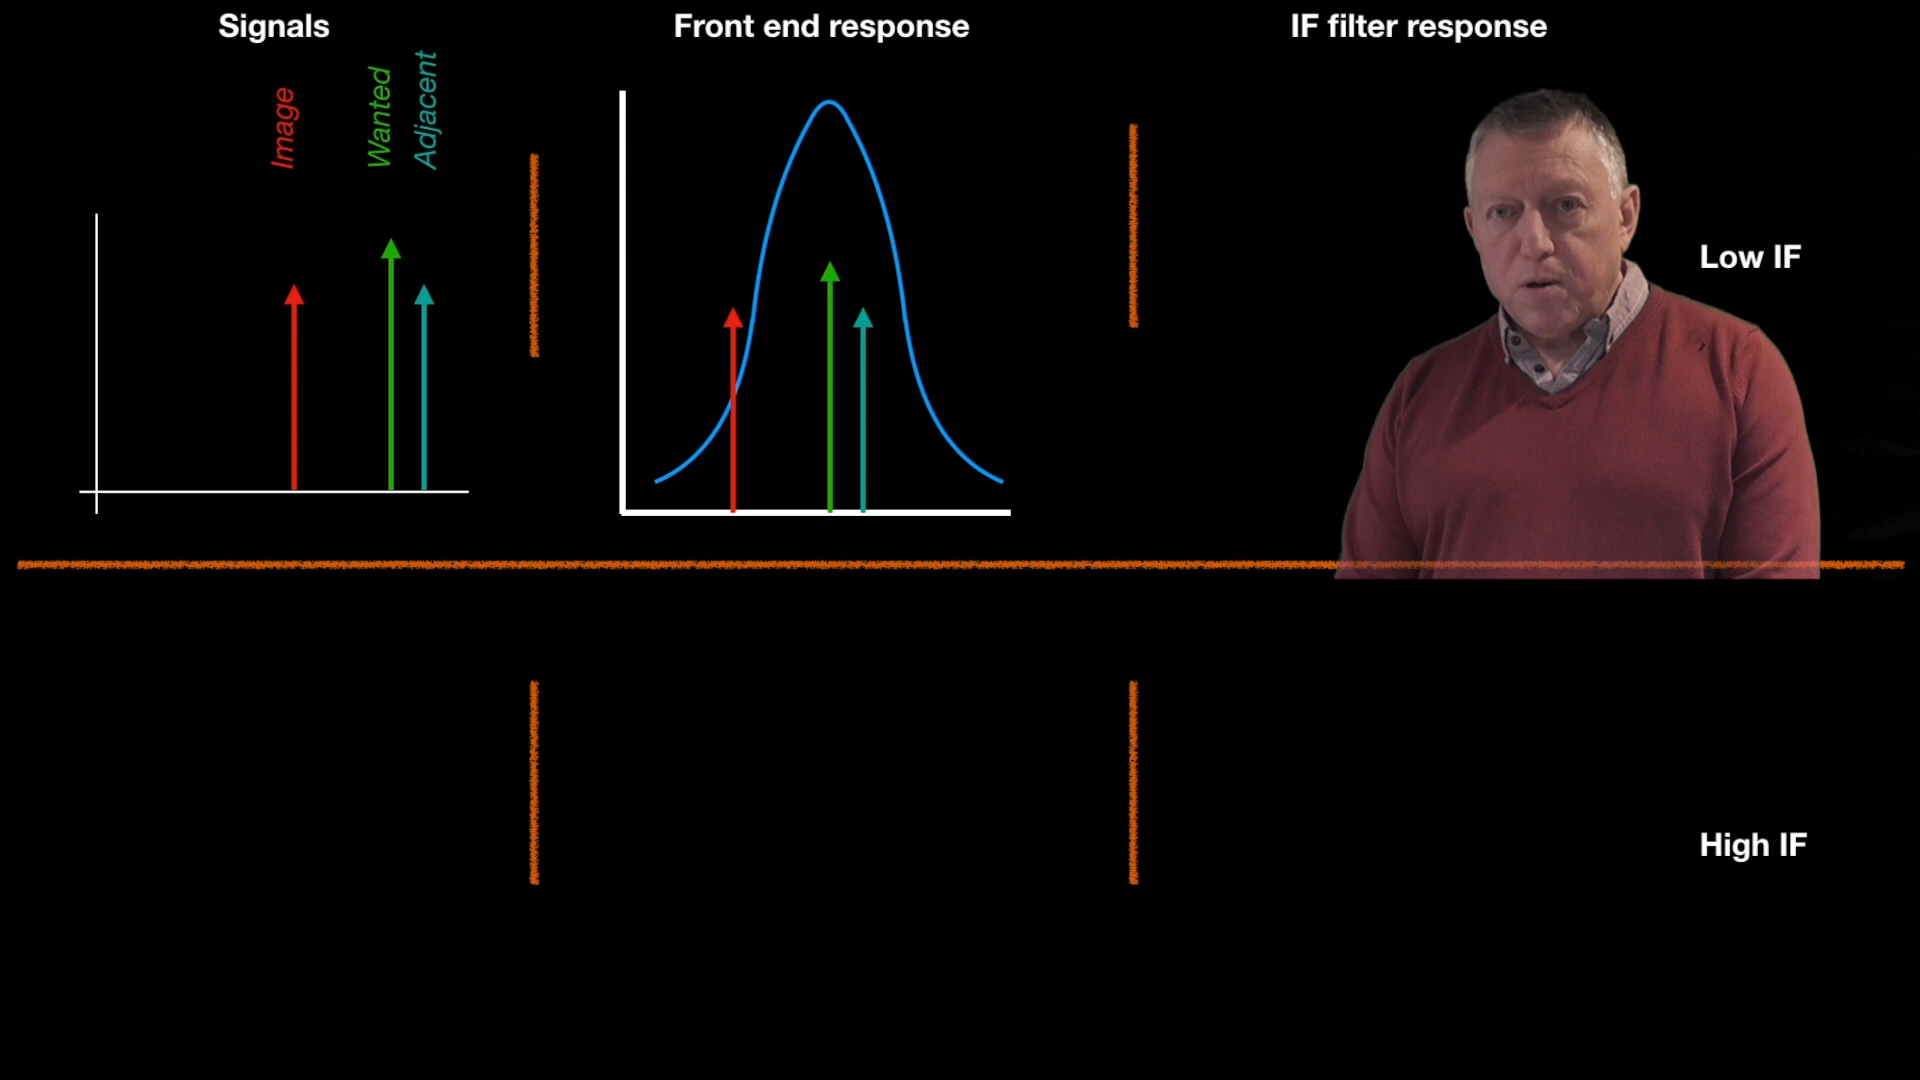 Signals
Front end response
IF filter response
Image
Wanted
Adjacent
Low IF
High IF